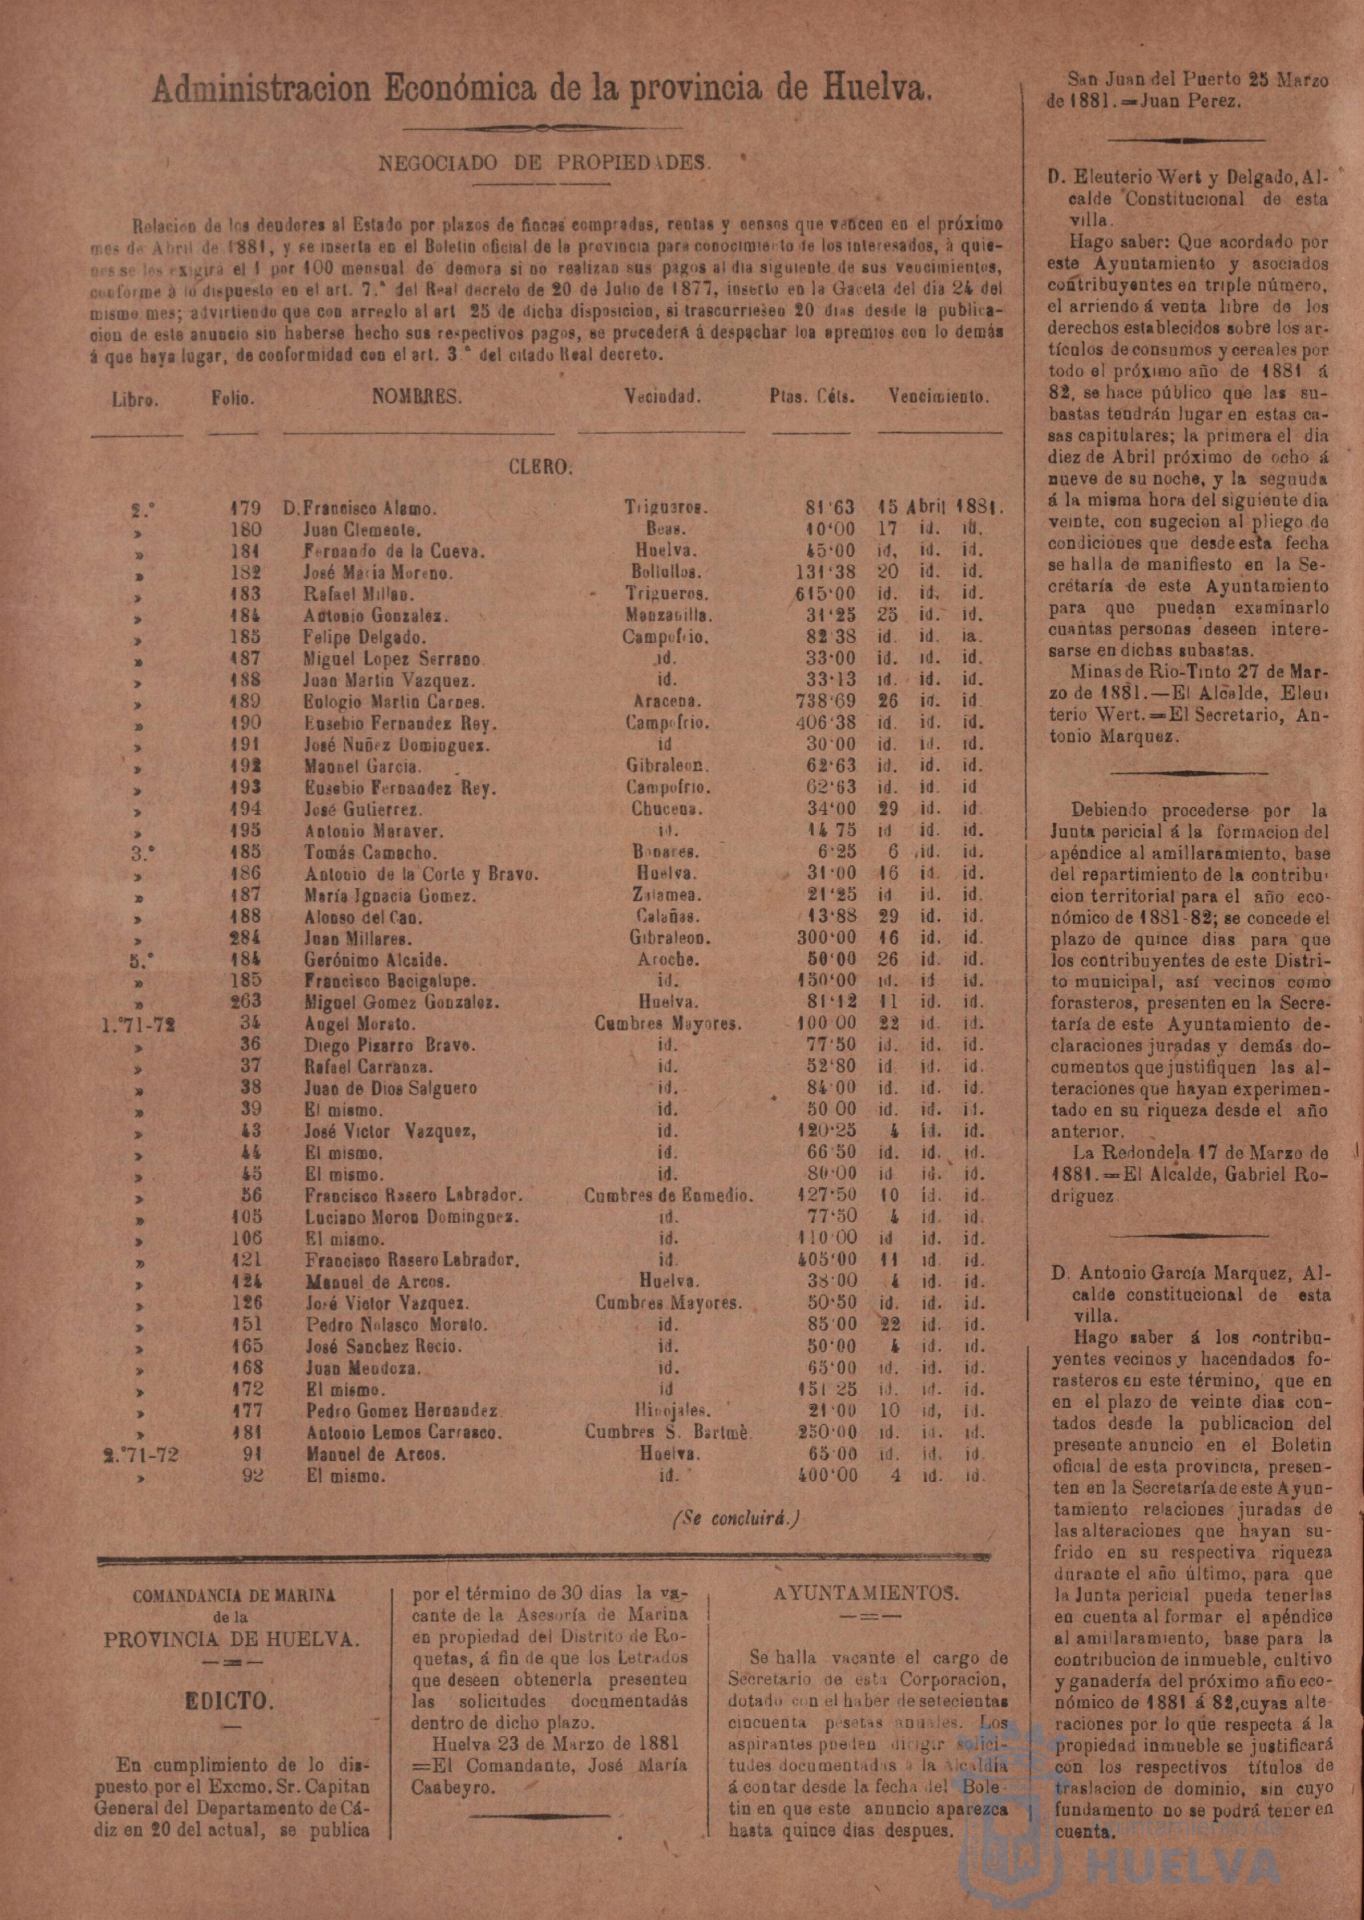 Administracion Económica de la provincia de Huelva.
NEGOCIADO DE PROPIEDADES.
Relacion de los deudores al Estado por plazos de fincas compradas, rentas y censos que vencen en el próximo
mes de Abril de 1881, y se inserta en el Boletin oficial de la provincia para conocimiento de los interesados, à quie-
nes se les exigirá el 1 por 100 mensual de demora si no realizan sus pagos al dia siguiente de sus vencimientos,
conforme à lo dispuesto en el art. 7.° del Real decreto de 20 de Julio de 1877, inserto en la Gaceta del dia 24 del
mismo mes; advirtiendo que con arreglo al art 25 de dicha disposicion, si trascurriesen 20 dias desde la publica-
cion de este anuncio sin haberse hecho sus respectivos pagos, se procederá á despachar los apremios con lo demás
á que haya lugar, de conformidad con el art. 3.° del citado Real decreto.
Libro. Folio. NOMBRES. Vecindad. Ptas. Céts. Vencimiento.
CLERO.
2.° 179 D. Francisco Alamo. Trigueros. 81'63 15 Abril 1881.
» 180 Juan Clemente. Beas. 10'00 17 id. id.
» 181 Fernando de la Cueva. Huelva. 45'00 id, id. id.
» 182 José Maria Moreno. Bollullos. 131'38 20 id. id.
» 183 Rafael Millan. Trigueros. 615'00 id. id. id.
» 184 Antonio Gonzalez. Manzanilla. 31'25 25 id. id.
» 185 Felipe Delgado. Campofrio. 82 38 id. id. id.
» 187 Miguel Lopez Serrano. id. 33'00 id. id. id.
» 188 Juan Martin Vazquez. id. 33'13 id. id. id.
» 189 Eulogio Martin Carnes. Aracena. 738'69 26 id. id
» 190 Eusebio Fernandez Rey. Campofrio. 406'38 id. id. id.
» 191 José Nuñez Dominguez. id 30'00 id. id. id.
» 192 Manuel Garcia. Gibraleon. 62'63 id. id. id.
» 193 Eusebio Fernandez Rey. Campofrio. 62'63 id. id. id
» 194 José Gutierrez. Chucena. 34'00 29 id. id
» 195 Antonio Maraver. id. 14 75 id id. id.
3.° 185 Tomás Camacho. Bonares. 6'25 6 id. id.
» 186 Antonio de la Corte y Bravo. Huelva. 31'00 16 id. id.
» 187 María Ignacia Gomez. Zalamea. 21'25 id id. id.
» 188 Alonso del Can. Calañas. 13'88 29 id. id.
» 284 Juan Millares. Gibraleon. 300'00 16 id. id.
5.° 184 Gerónimo Alcaide. Aroche. 50'00 26 id. id.
» 185 Francisco Bacigalupe. id. 150'00 id. id id.
» 263 Miguel Gomez Gonzalez. Huelva. 81'12 11 id. id.
1.°71-72 34 Angel Morato. Cumbres Mayores. 100 00 22 id. id.
» 36 Diego Pizarro Bravo. id. 77'50 id. id. id.
» 37 Rafael Carranza. id. 52'80 id id. id.
» 38 Juan de Dios Salguero id. 84'00 id. id. id.
» 39 El mismo. id. 50 00 id. id. id.
» 43 José Victor Vazquez, id. 120'25 4 id. id.
» 44 El mismo. id. 66'50 id. id. id.
» 45 El mismo. id. 80'00 id id. id.
» 56 Francisco Rasero Labrador. Cumbres de Enmedio. 127'50 10 id. id.
» 105 Luciano Moron Dominguez. id. 77'50 4 id. id.
» 106 El mismo. id. 110'00 id id. id.
» 121 Francisco Rasero Labrador, id. 405'00 11 id. id.
» 124 Manuel de Arcos. Huelva. 38'00 4 id. id.
» 126 José Victor Vazquez. Cumbres Mayores. 50'50 id. id. id.
» 151 Pedro Nolasco Morato. id. 85'00 22 id. id.
» 165 José Sanchez Recio. id. 50'00 4 id. id.
» 168 Juan Mendoza. id. 65'00 id. id. id.
» 172 El mismo. id 151 25 id. id. id.
» 177 Pedro Gomez Hernandez. Hinojales. 21'00 10 id, id.
» 181 Antonio Lemos Carrasco. Cumbres S. Bartmè. 250'00 id. id. id.
2.°71-72 91 Manuel de Arcos. Huelva. 65'00 id. id. id.
» 92 El mismo. id. 400'00 4 id. id.
(Se concluirá.)
COMANDANCIA DE MARINA
de la
PROVINCIA DE HUELVA.
EDICTO.
En cumplimiento de lo dis-
puesto por el Excmo. Sr. Capitan
General del Departamento de Cá-
diz en 20 del actual, se publica
por el término de 30 dias la va-
cante de la Asesoría de Marina
en propiedad del Distrito de Ro-
quetas, á fin de que los Letrados
que deseen obtenerla presenten
las solicitudes documentadás
dentro de dicho plazo.
Huelva 23 de Marzo de 1881
=El Comandante, José María
Caabeyro.
AYUNTAMIENTOS.
Se halla vacante el cargo de
Secretario de esta Corporacion,
dotado con el haber de setecientas
cincuenta pesetas anuales. Los
aspirantes pueden dirigir solici-
tudes documentadas á la Alcaldía
á contar desde la fecha del Bole-
tin en que este anuncio aparezca
hasta quince dias despues.
San Juan del Puerto 25 Marzo
de 1881.=Juan Perez.
D. Eleuterio Wert y Delgado, Al-
calde Constitucional de esta
villa.
Hago saber: Que acordado por
este Ayuntamiento y asociados
contribuyentes en triple número,
el arriendo á venta libre de los
derechos establecidos sobre los ar-
tículos de consumos y cereales por
todo el próximo año de 1881 á
82, se hace público que las su-
bastas tendrán lugar en estas ca-
sas capitulares; la primera el dia
diez de Abril próximo de ocho á
nueve de su noche, y la segunda
á la misma hora del siguiente dia
veinte, con sugecion al pliego de
condiciones que desde esta fecha
se halla de manifiesto en la Se-
cretaría de este Ayuntamiento
para que puedan examinarlo
cuantas personas deseen intere-
sarse en dichas subastas.
Minas de Rio-Tinto 27 de Mar-
zo de 1881.—El Alcalde, Eleu
terio Wert.=El Secretario, An-
tonio Marquez.
Debiendo procederse por la
Junta pericial á la formacion del
apéndice al amillaramiento, base
del repartimiento de la contribu
cion territorial para el año eco-
nómico de 1881-82; se concede el
plazo de quince dias para que
los contribuyentes de este Distri-
to municipal, así vecinos como
forasteros, presenten en la Secre-
taría de este Ayuntamiento de-
claraciones juradas y demás do-
cumentos que justifiquen las al-
teraciones que hayan experimen-
tado en su riqueza desde el año
anterior.
La Redondela 17 de Marzo de
1881.=El Alcalde, Gabriel Ro-
driguez.
D. Antonio García Marquez, Al-
calde constitucional de esta
villa.
Hago saber á los contribu-
yentes vecinos y hacendados fo-
rasteros en este término, que en
en el plazo de veinte dias con-
tados desde la publicacion del
presente anuncio en el Boletin
oficial de esta provincia, presen-
ten en la Secretaría de este Ayun-
tamiento relaciones juradas de
las alteraciones que hayan su-
frido en su respectiva riqueza
durante el año último, para que
la Junta pericial pueda tenerlas
en cuenta al formar el apéndice
al amillaramiento, base para la
contribucion de inmueble, cultivo
y ganadería del próximo año eco-
nómico de 1881 á 82, cuyas alte-
raciones por lo que respecta á la
propiedad inmueble se justificará
con los respectivos títulos de
traslacion de dominio, sin cuyo
fundamento no se podrá tener en
cuenta.
Ayuntamiento de
HUELVA